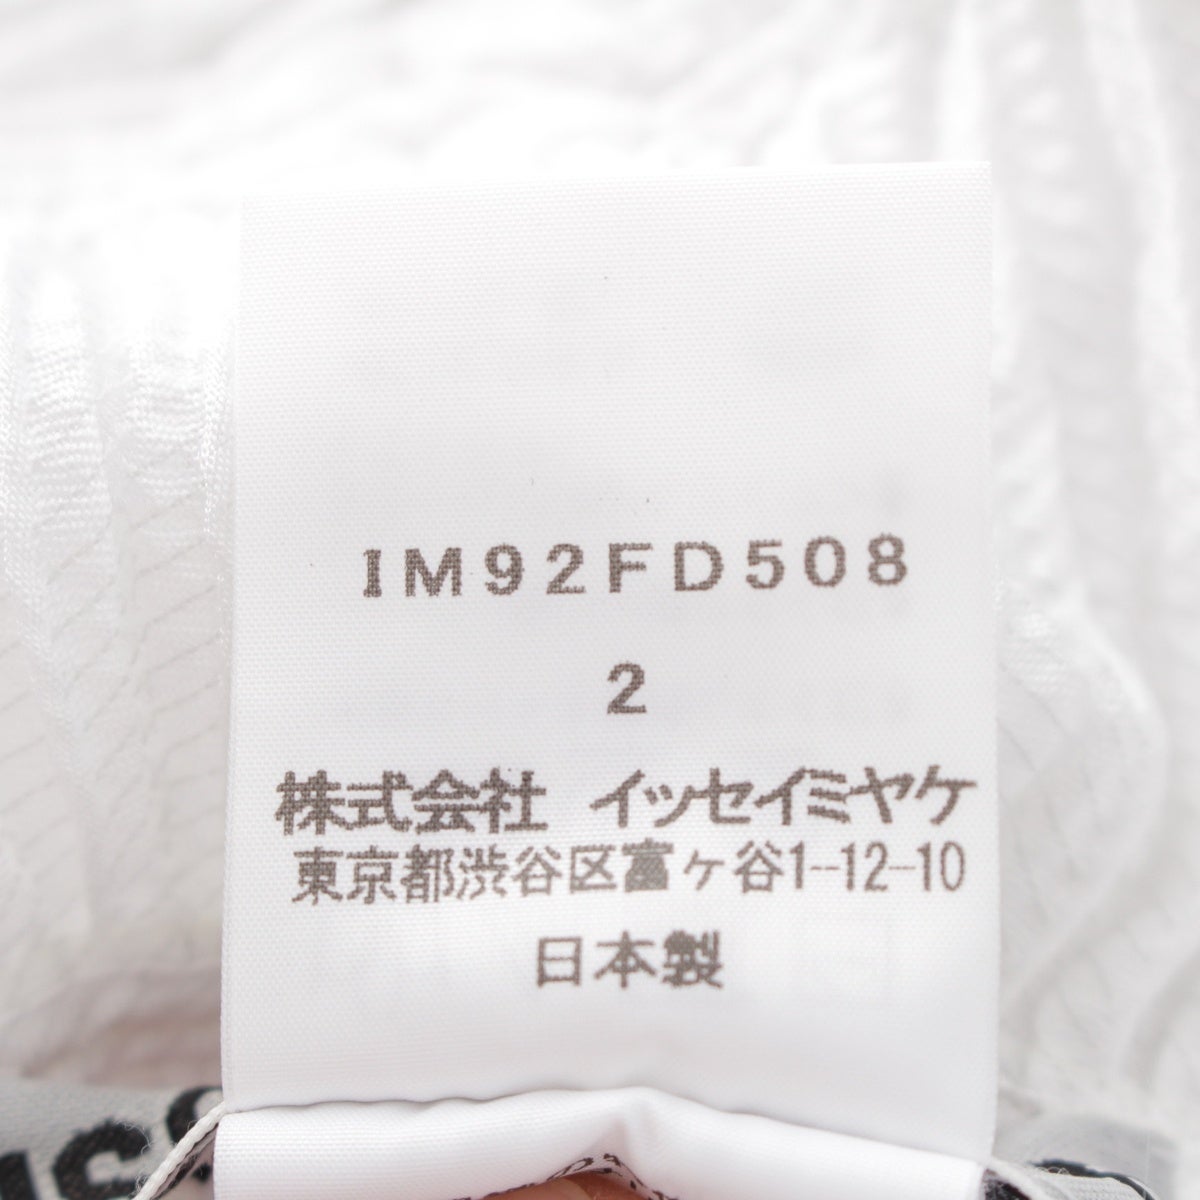 IM92FD508
2
株式会社 イッセイミヤケ
東京都渋谷区富ヶ谷1-12-10
日本製